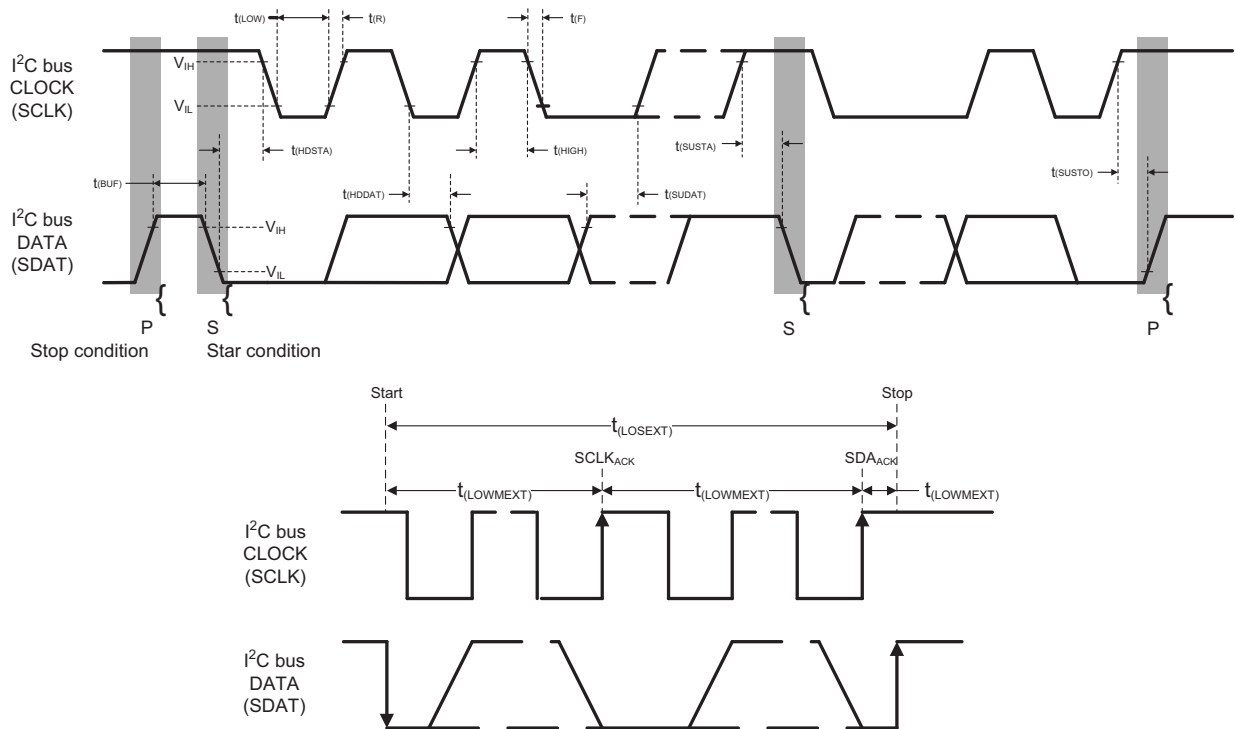 t(LOW)
t(R)
t(F)
I²C bus
CLOCK
(SCLK)
VIH
VIL
t(HDSTA)
t(HIGH)
t(SUSTA)
t(SUSTO)
t(BUF)
t(HDDAT)
t(SUDAT)
I²C bus
DATA
(SDAT)
VIH
VIL
{ { { {
P S S P
Stop condition Star condition
Start Stop
t(LOSEXT)
SCLKACK SDAACK
t(LOWMEXT) t(LOWMEXT) t(LOWMEXT)
I²C bus
CLOCK
(SCLK)
I²C bus
DATA
(SDAT)